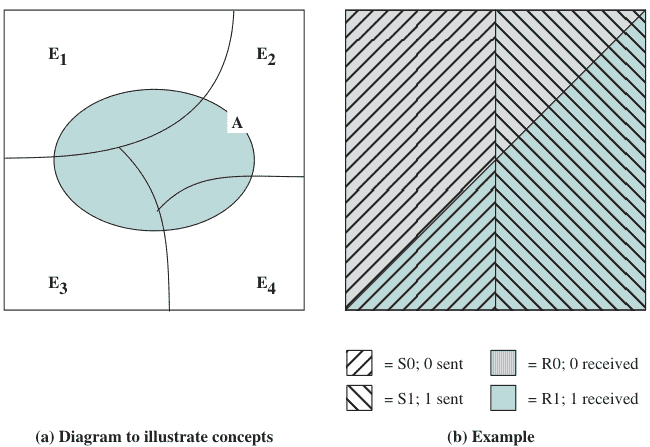 E1
E2
A
E3
E4
= S0; 0 sent
= R0; 0 received
= S1; 1 sent
= R1; 1 received
(a) Diagram to illustrate concepts
(b) Example